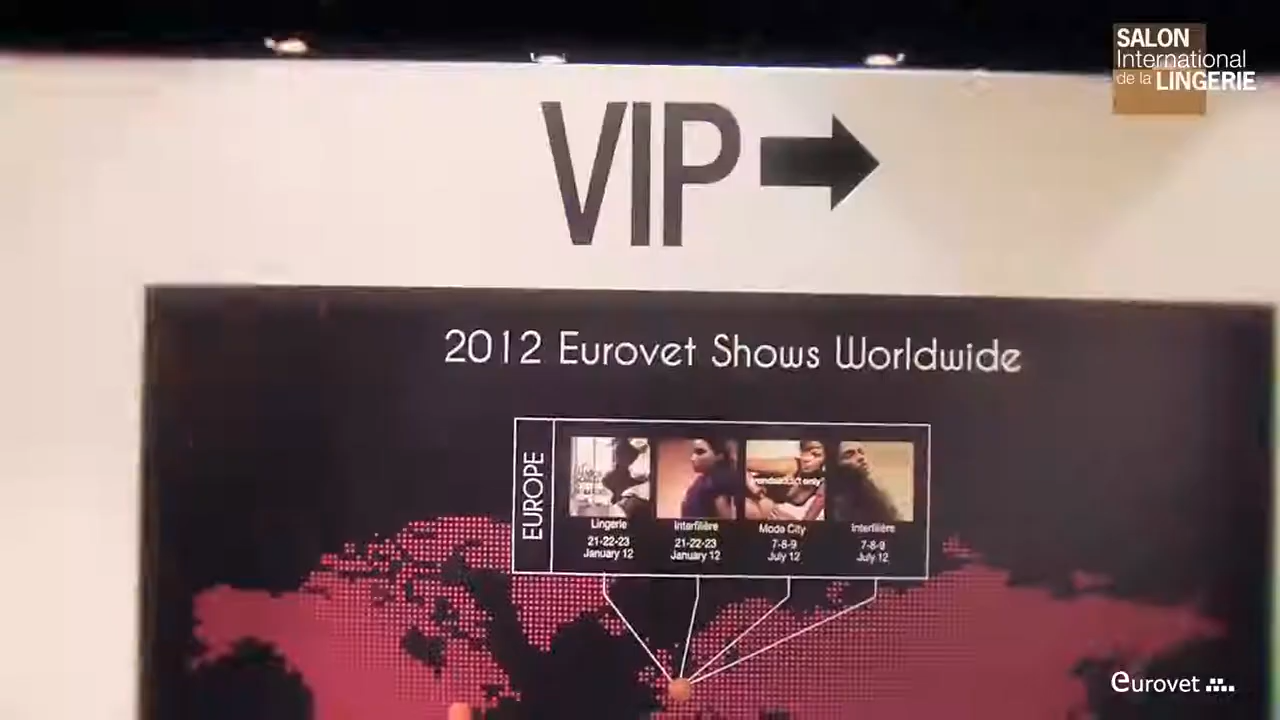 SALON
International
de la LINGERIE
VIP
2012 Eurovet Shows Worldwide
EUROPE
Lingerie
21-22-23
January 12
Interfilière
21-22-23
January 12
Mode City
7-8-9
July 12
Interfilière
7-8-9
July 12
eurovet